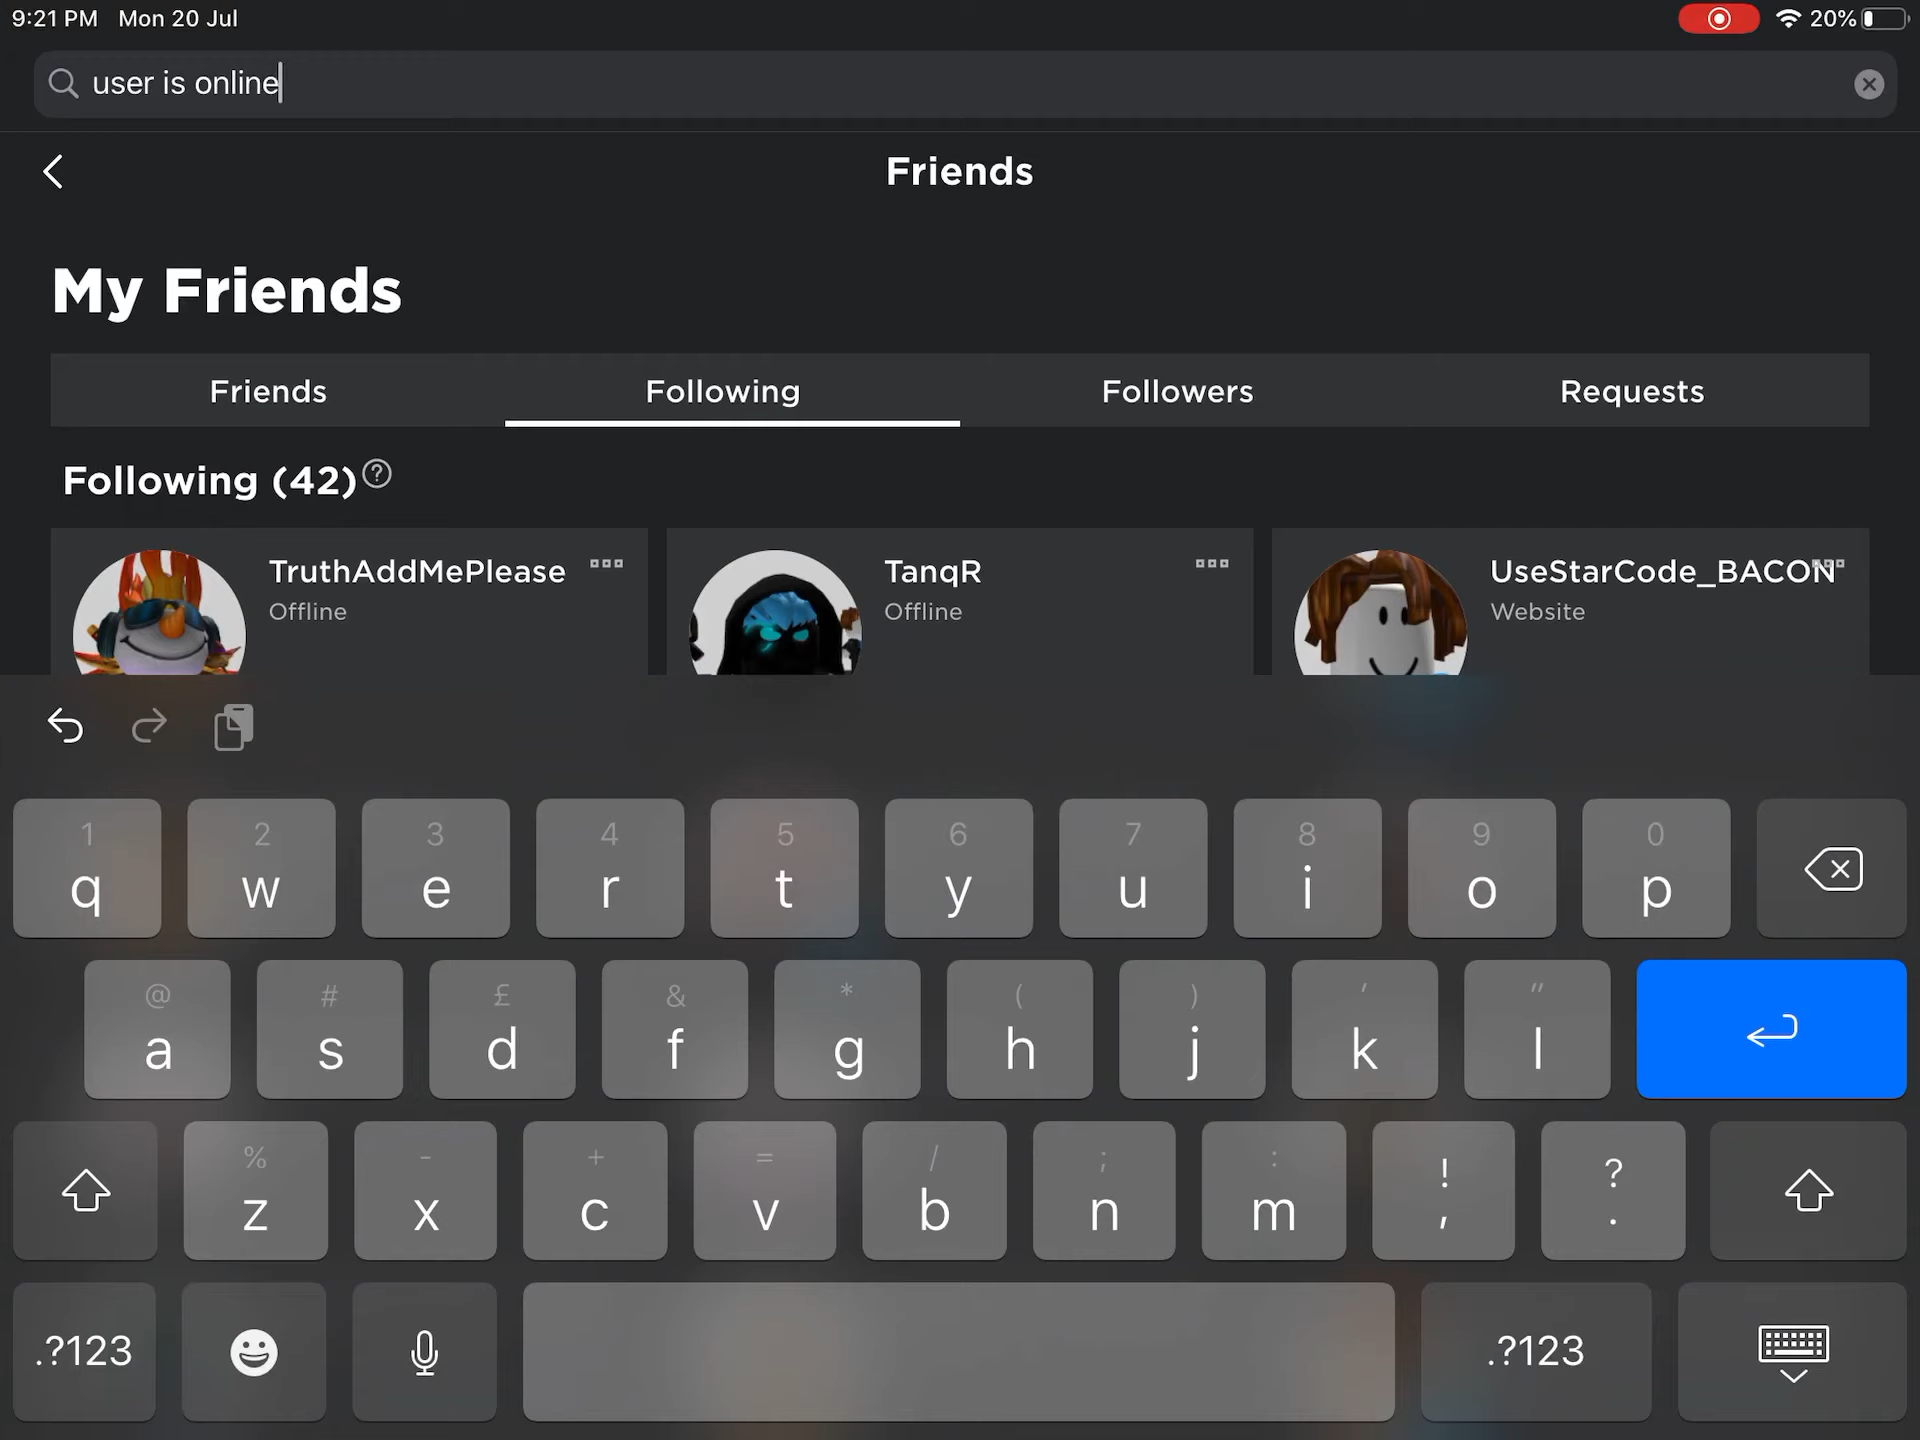 9:21 PM Mon 20 Jul
20%
user is online
Friends
My Friends
Friends Following Followers Requests
Following (42) ?
TruthAddMePlease TanqR UseStarCode_BACON
Offline Offline Website
1 2 3 4 5 6 7 8 9 0
q w e r t y u i o p
@ # £ & * ( ) ' "
a s d f g h j k l
% - + = / ; : ! ?
z x c v b n m , .
.?123 .?123